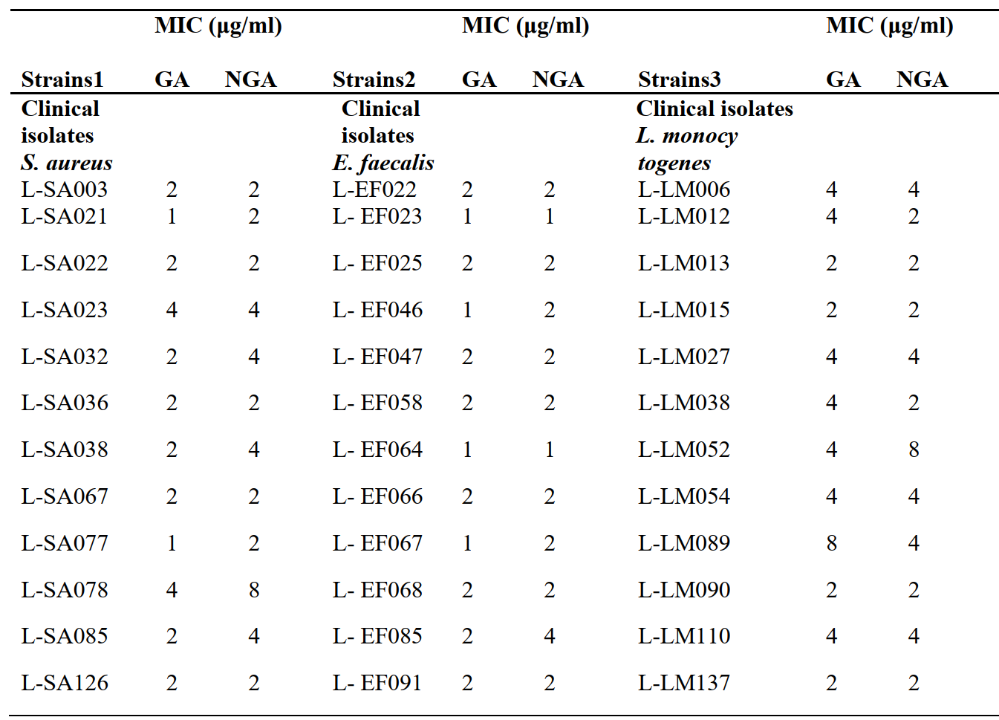 MIC (µg/ml) MIC (µg/ml) MIC (µg/ml)
Strains1 GA NGA Strains2 GA NGA Strains3 GA NGA
Clinical Clinical Clinical isolates
isolates isolates L. monocy
S. aureus E. faecalis togenes
L-SA003 2 2 L-EF022 2 2 L-LM006 4 4
L-SA021 1 2 L- EF023 1 1 L-LM012 4 2
L-SA022 2 2 L- EF025 2 2 L-LM013 2 2
L-SA023 4 4 L- EF046 1 2 L-LM015 2 2
L-SA032 2 4 L- EF047 2 2 L-LM027 4 4
L-SA036 2 2 L- EF058 2 2 L-LM038 4 2
L-SA038 2 4 L- EF064 1 1 L-LM052 4 8
L-SA067 2 2 L- EF066 2 2 L-LM054 4 4
L-SA077 1 2 L- EF067 1 2 L-LM089 8 4
L-SA078 4 8 L- EF068 2 2 L-LM090 2 2
L-SA085 2 4 L- EF085 2 4 L-LM110 4 4
L-SA126 2 2 L- EF091 2 2 L-LM137 2 2